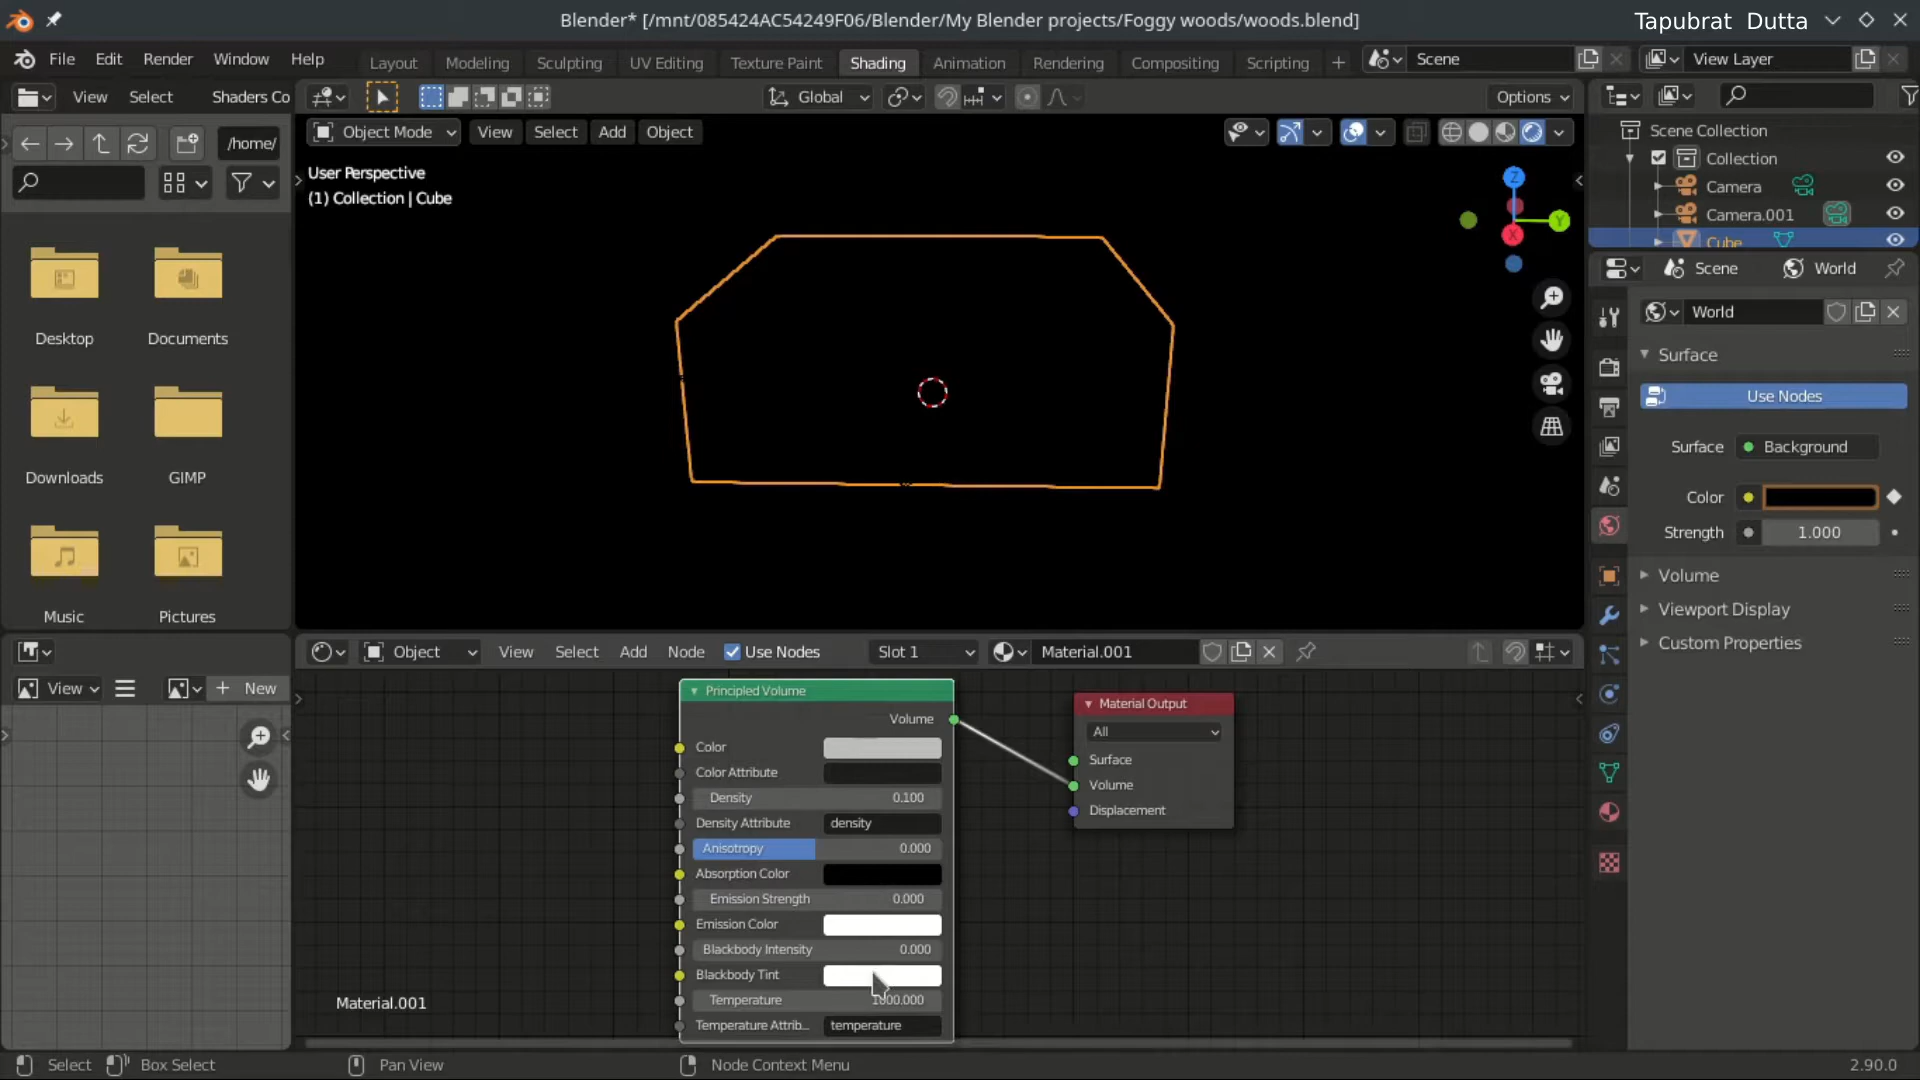 Blender* [/mnt/085424AC54249F06/Blender/My Blender projects/Foggy woods/woods.blend]
Tapubrat Dutta
File Edit Render Window Help
Layout Modeling Sculpting UV Editing Texture Paint Shading Animation Rendering Compositing Scripting +
Scene
View Layer
View Select Shaders Co
Global
Options
/home/
Object Mode View Select Add Object
User Perspective
(1) Collection | Cube
Z
Y
X
Desktop Documents
Downloads GIMP
Music Pictures
Scene Collection
Collection
Camera
Camera.001
Cube
Scene World
World
Surface
Use Nodes
Surface Background
Color
Strength 1.000
Volume
Viewport Display
Custom Properties
Object View Select Add Node Use Nodes Slot 1 Material.001
View + New
Principled Volume
Volume
Color
Color Attribute
Density 0.100
Density Attribute density
Anisotropy 0.000
Absorption Color
Emission Strength 0.000
Emission Color
Blackbody Intensity 0.000
Blackbody Tint
Temperature 1000.000
Temperature Attrib... temperature
Material Output
All
Surface
Volume
Displacement
Material.001
Select Box Select Pan View Node Context Menu 2.90.0